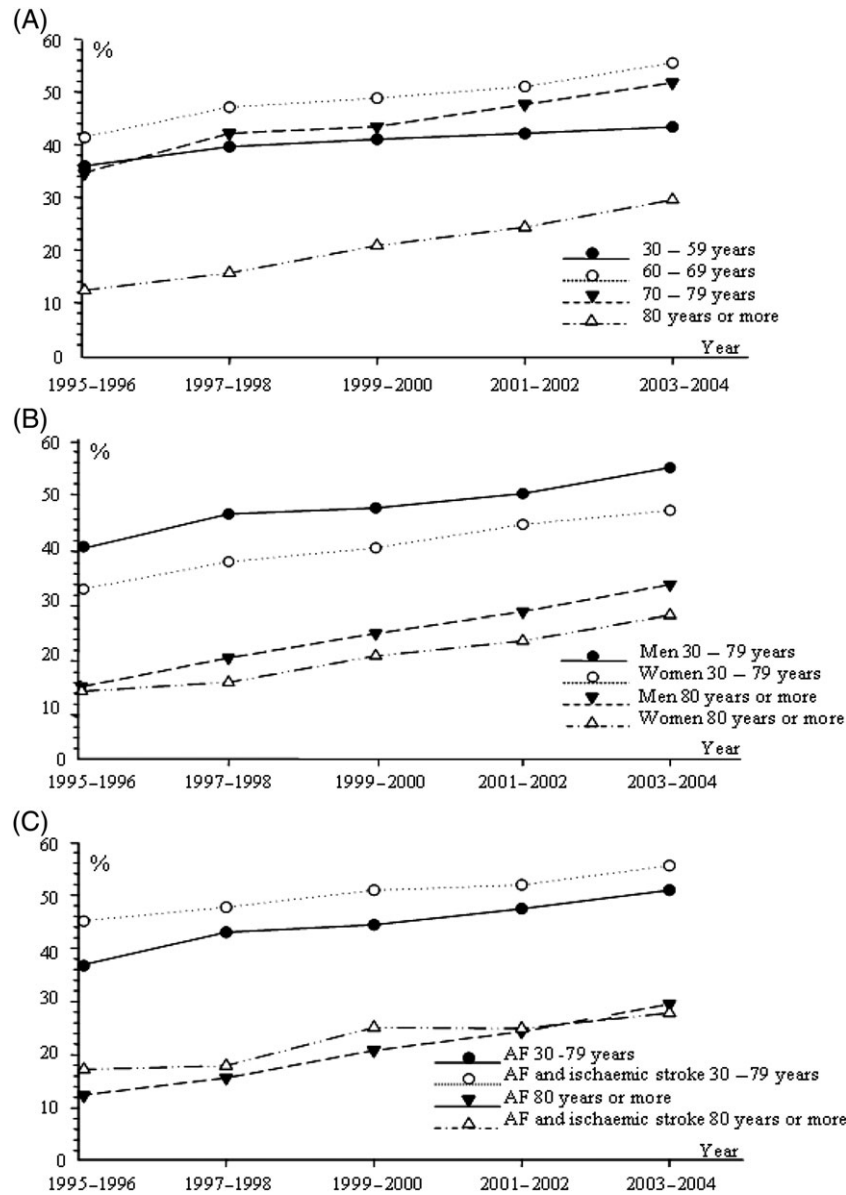 (A)
60
%
50
40
30
20
10
0
30 – 59 years
60 – 69 years
70 – 79 years
80 years or more
Year
1995–1996 1997–1998 1999–2000 2001–2002 2003–2004
(B)
60
%
50
40
30
20
10
0
Men 30 – 79 years
Women 30 – 79 years
Men 80 years or more
Women 80 years or more
Year
1995–1996 1997–1998 1999–2000 2001–2002 2003–2004
(C)
60
%
50
40
30
20
10
0
AF 30 -79 years
AF and ischaemic stroke 30 –79 years
AF 80 years or more
AF and ischaemic stroke 80 years or more
Year
1995–1996 1997–1998 1999–2000 2001–2002 2003–2004